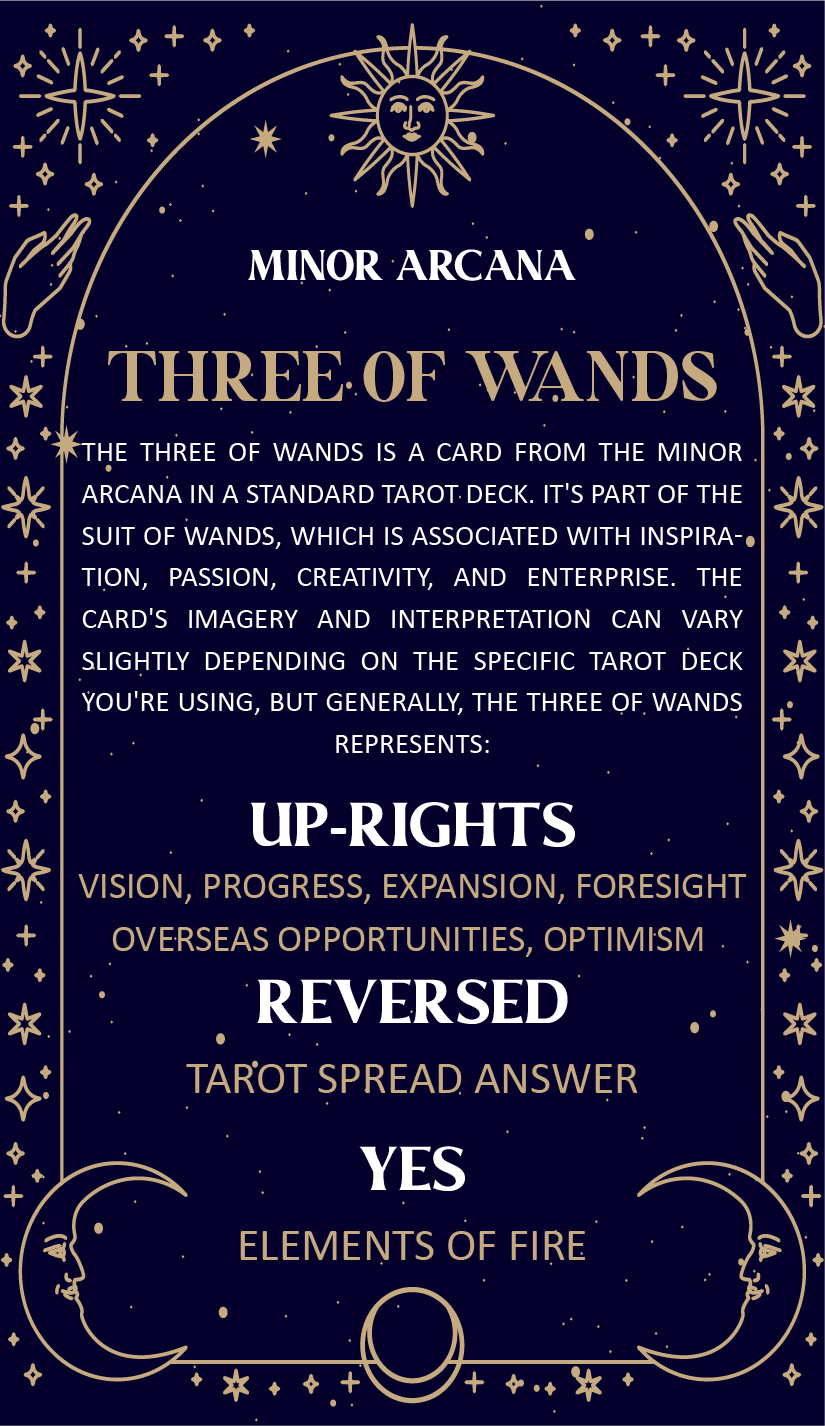 MINOR ARCANA
THREE OF WANDS
THE THREE OF WANDS IS A CARD FROM THE MINOR
ARCANA IN A STANDARD TAROT DECK. IT'S PART OF THE
SUIT OF WANDS, WHICH IS ASSOCIATED WITH INSPIRA-
TION, PASSION, CREATIVITY, AND ENTERPRISE. THE
CARD'S IMAGERY AND INTERPRETATION CAN VARY
SLIGHTLY DEPENDING ON THE SPECIFIC TAROT DECK
YOU'RE USING, BUT GENERALLY, THE THREE OF WANDS
REPRESENTS:
UP-RIGHTS
VISION, PROGRESS, EXPANSION, FORESIGHT
OVERSEAS OPPORTUNITIES, OPTIMISM
REVERSED
TAROT SPREAD ANSWER
YES
ELEMENTS OF FIRE